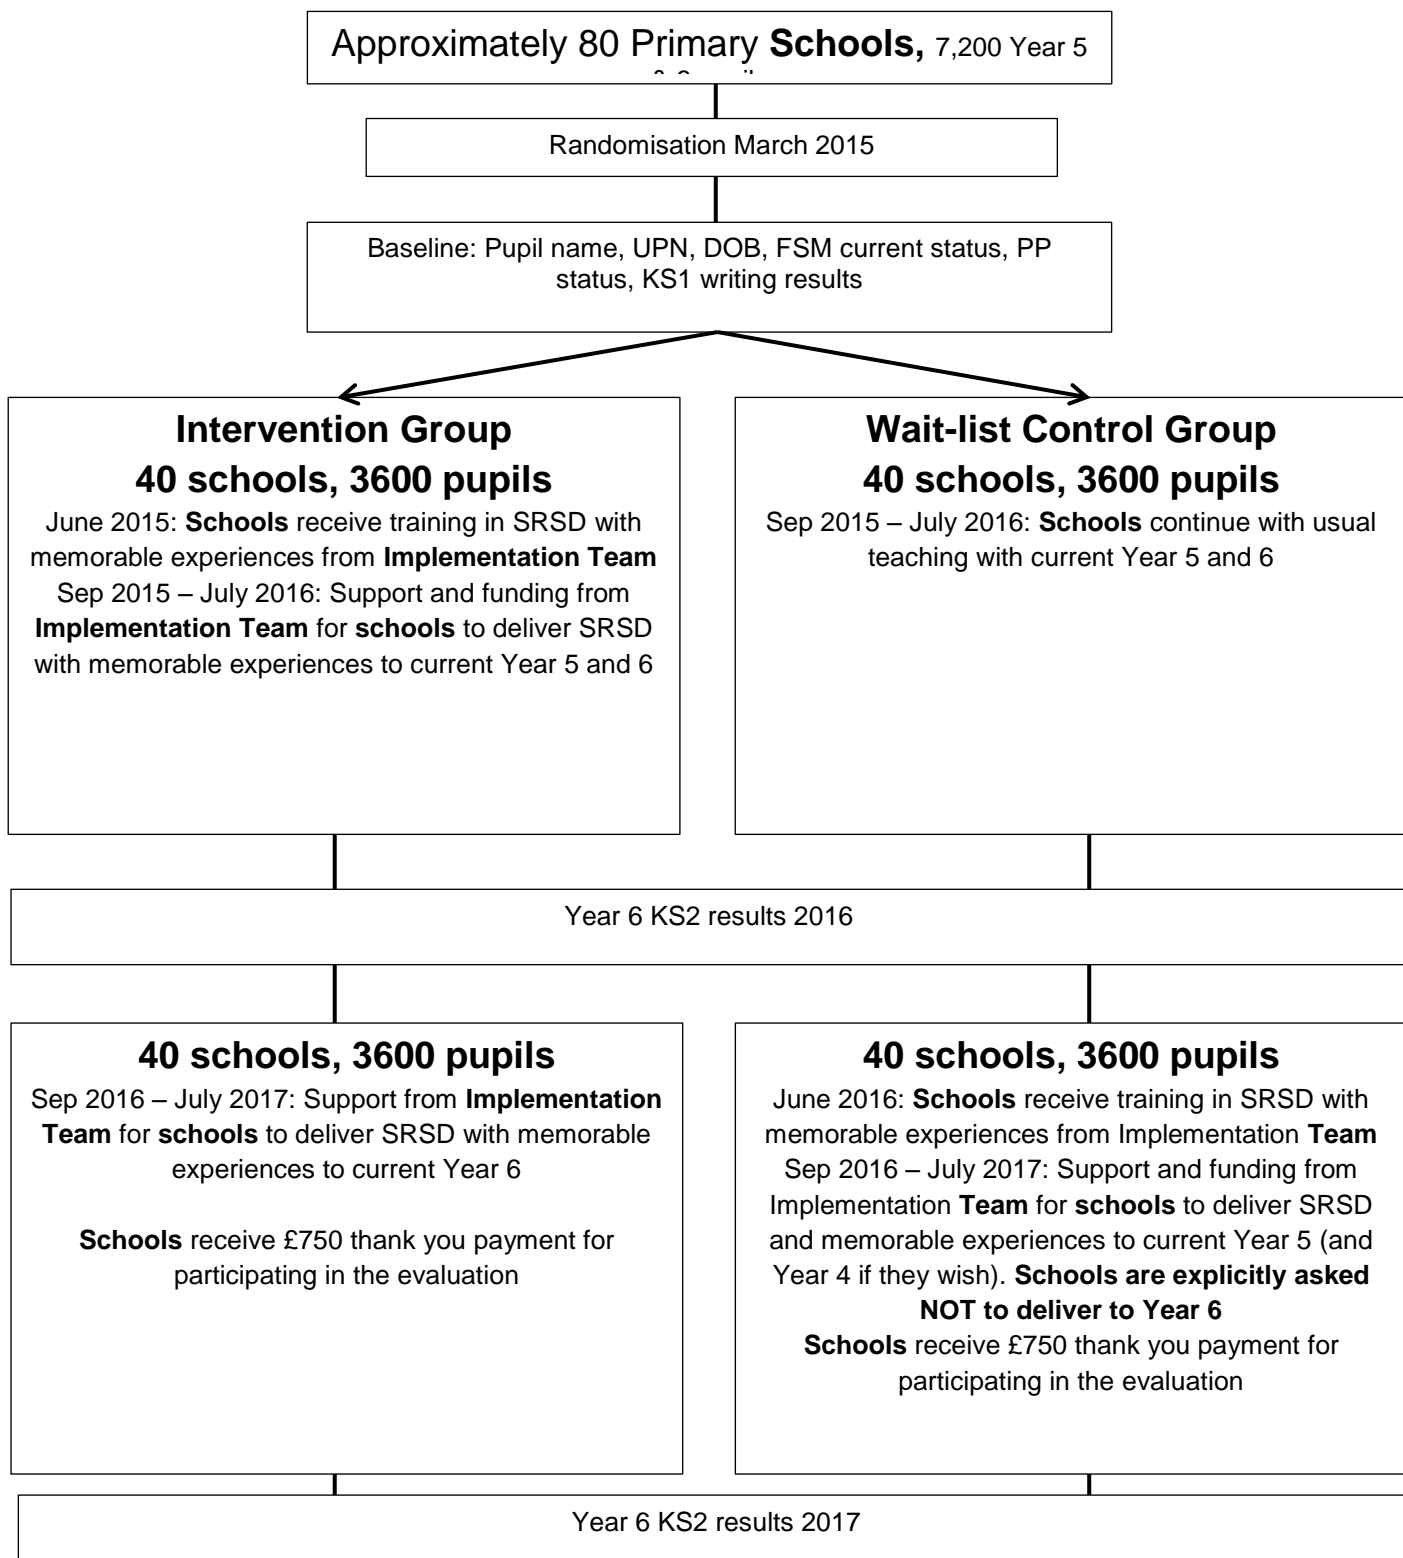 Approximately 80 Primary Schools, 7,200 Year 5
Randomisation March 2015
Baseline: Pupil name, UPN, DOB, FSM current status, PP
status, KS1 writing results
Intervention Group
40 schools, 3600 pupils
June 2015: Schools receive training in SRSD with
memorable experiences from Implementation Team
Sep 2015 – July 2016: Support and funding from
Implementation Team for schools to deliver SRSD
with memorable experiences to current Year 5 and 6
Wait-list Control Group
40 schools, 3600 pupils
Sep 2015 – July 2016: Schools continue with usual
teaching with current Year 5 and 6
Year 6 KS2 results 2016
40 schools, 3600 pupils
Sep 2016 – July 2017: Support from Implementation
Team for schools to deliver SRSD with memorable
experiences to current Year 6
Schools receive £750 thank you payment for
participating in the evaluation
40 schools, 3600 pupils
June 2016: Schools receive training in SRSD with
memorable experiences from Implementation Team
Sep 2016 – July 2017: Support and funding from
Implementation Team for schools to deliver SRSD
and memorable experiences to current Year 5 (and
Year 4 if they wish). Schools are explicitly asked
NOT to deliver to Year 6
Schools receive £750 thank you payment for
participating in the evaluation
Year 6 KS2 results 2017